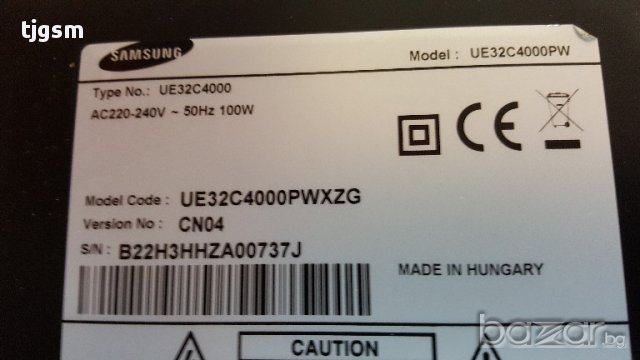 tjgsm
SAMSUNG
Model : UE32C4000PW
Type No.: UE32C4000
AC220-240V ~ 50Hz 100W
CE
Model Code : UE32C4000PWXZG
Version No : CN04
S/N : B22H3HHZA00737J
MADE IN HUNGARY
CAUTION
bazar.bg